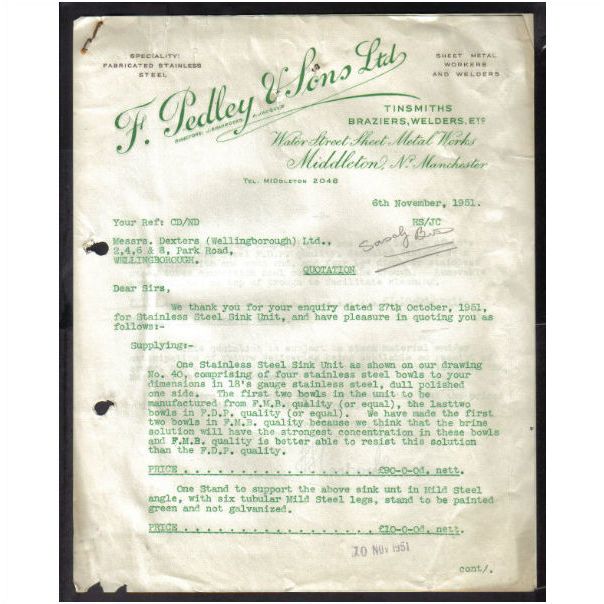 SPECIALITY:
FABRICATED STAINLESS
STEEL
F. Pedley & Sons Ltd
SHEET METAL
WORKERS
AND WELDERS
TINSMITHS
BRAZIERS, WELDERS, ETC
Water Street Sheet Metal Works
Middleton, Nr. Manchester
TEL. MIDDLETON 2048
6th November, 1951.
Your Ref: CD/ND
RS/JC
Messrs. Dexters (Wellingborough) Ltd.,
2,4,6 & 8, Park Road,
WELLINGBOROUGH.
QUOTATION
Dear Sirs,
We thank you for your enquiry dated 27th October, 1951,
for Stainless Steel Sink Unit, and have pleasure in quoting you as
follows:-
Supplying:-
One Stainless Steel Sink Unit as shown on our drawing
No. 40, comprising of four stainless steel bowls to your
dimensions in 18's gauge stainless steel, dull polished
one side. The first two bowls in the unit to be
manufactured from F.M.B. quality (or equal), the lasttwo
bowls in F.D.P. quality (or equal). We have made the first
two bowls in F.M.B. quality because we think that the brine
solution will have the strongest concentration in these bowls
and F.M.B. quality is better able to resist this solution
than the F.D.P. quality.
PRICE . . . . . . . . . . . . . . . . . £90-0-0d. nett.
One Stand to support the above sink unt in Mild Steel
angle, with six tubular Mild Steel legs, stand to be painted
green and not galvanized.
PRICE . . . . . . . . . . . . . . . . . £10-0-0d. nett.
10 NOV 1951
cont/.